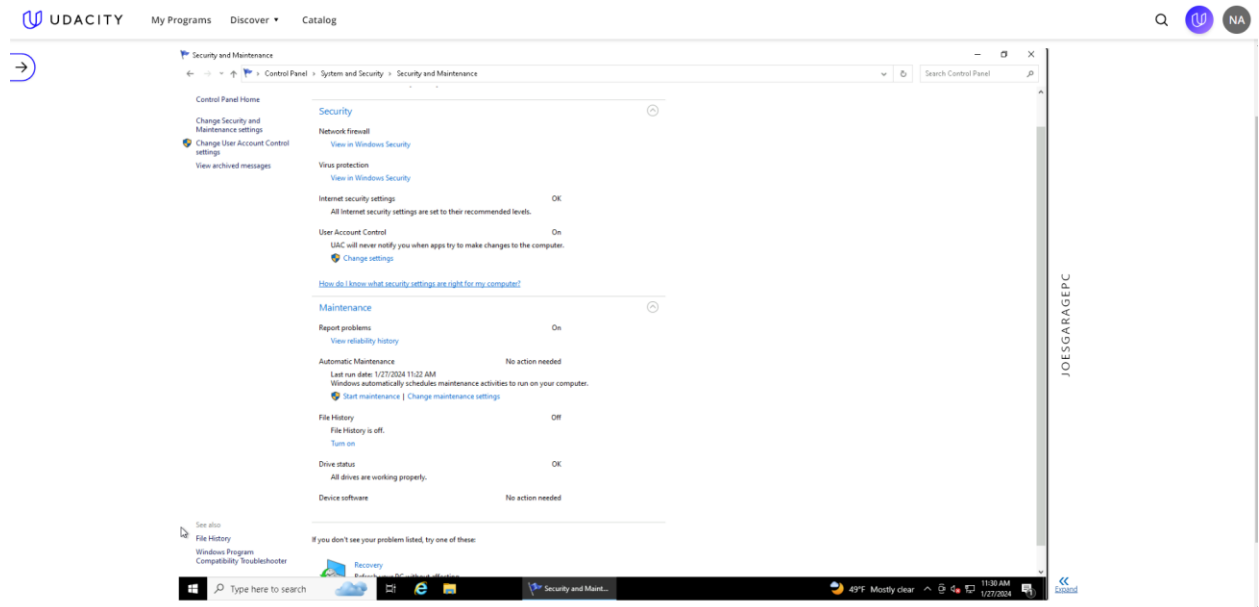 UDACITY My Programs Discover Catalog NA
Security and Maintenance
Control Panel > System and Security > Security and Maintenance Search Control Panel
Control Panel Home
Change Security and
Maintenance settings
Change User Account Control
settings
View archived messages
Security
Network firewall
View in Windows Security
Virus protection
View in Windows Security
Internet security settings OK
All Internet security settings are set to their recommended levels.
User Account Control On
UAC will never notify you when apps try to make changes to the computer.
Change settings
How do I know what security settings are right for my computer?
Maintenance
Report problems On
View reliability history
Automatic Maintenance No action needed
Last run date: 1/27/2024 11:22 AM
Windows automatically schedules maintenance activities to run on your computer.
Start maintenance | Change maintenance settings
File History Off
File History is off.
Turn on
Drive status OK
All drives are working properly.
Device software No action needed
See also
File History
Windows Program
Compatibility Troubleshooter
If you don't see your problem listed, try one of these:
Recovery
Refresh your PC without affecting
JOESGARAGEPC
Type here to search Security and Maint... 49°F Mostly clear 11:30 AM
1/27/2024
Expand